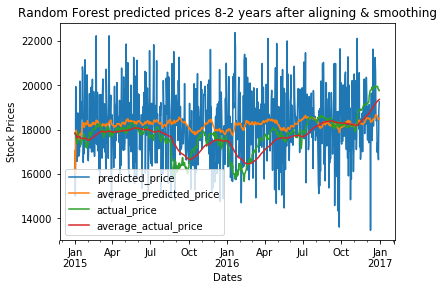 Random Forest predicted prices 8-2 years after aligning & smoothing
22000
20000
18000
16000
14000
Stock Prices
predicted_price
average_predicted_price
actual_price
average_actual_price
Jan
2015
Apr
Jul
Oct
Jan
2016
Apr
Jul
Oct
Jan
2017
Dates